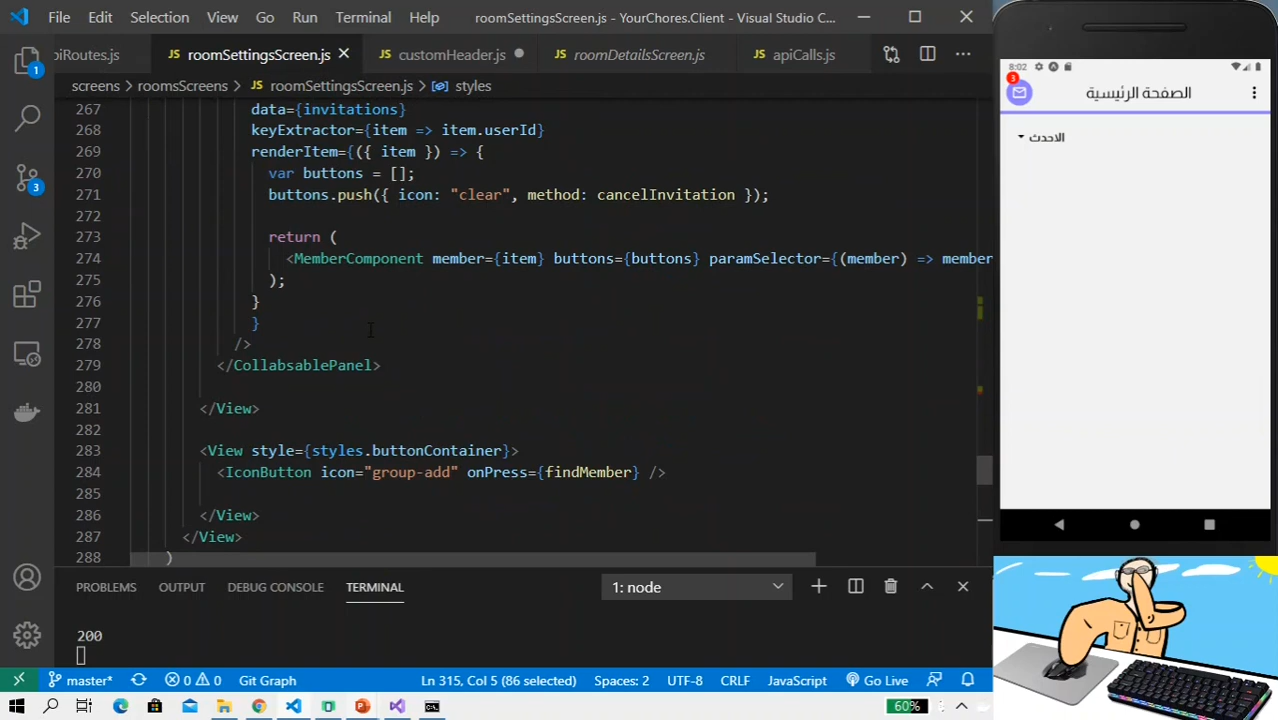 File Edit Selection View Go Run Terminal Help roomSettingsScreen.js - YourChores.Client - Visual Studio C...
piRoutes.js JS roomSettingsScreen.js JS customHeader.js JS roomDetailsScreen.js JS apiCalls.js
screens > roomsScreens > JS roomSettingsScreen.js > styles
267 data={invitations}
268 keyExtractor={item => item.userId}
269 renderItem={({ item }) => {
270 var buttons = [];
271 buttons.push({ icon: "clear", method: cancelInvitation });
272
273 return (
274 <MemberComponent member={item} buttons={buttons} paramSelector={(member) => member
275 );
276 }
277 }
278 />
279 </CollabsablePanel>
280
281 </View>
282
283 <View style={styles.buttonContainer}>
284 <IconButton icon="group-add" onPress={findMember} />
285
286 </View>
287 </View>
288 )
1
3
PROBLEMS OUTPUT DEBUG CONSOLE TERMINAL 1: node
200
master* 0 0 Git Graph Ln 315, Col 5 (86 selected) Spaces: 2 UTF-8 CRLF JavaScript Go Live
60%
8:02
3
الصفحة الرئيسية
الاحدث